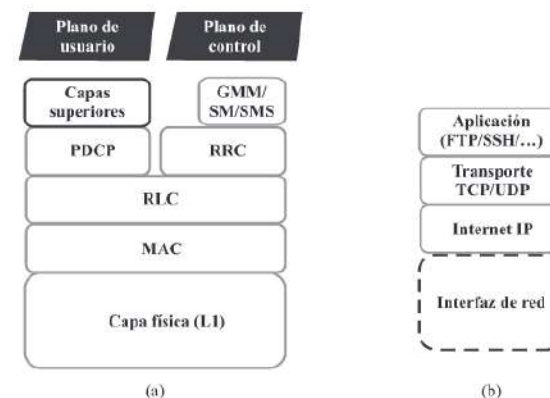 Plano de
usuario
Plano de
control
Capas
superiores
GMM/
SM/SMS
PDCP
RRC
RLC
MAC
Capa física (L1)
(a)
Aplicación
(FTP/SSH/...)
Transporte
TCP/UDP
Internet IP
Interfaz de red
(b)